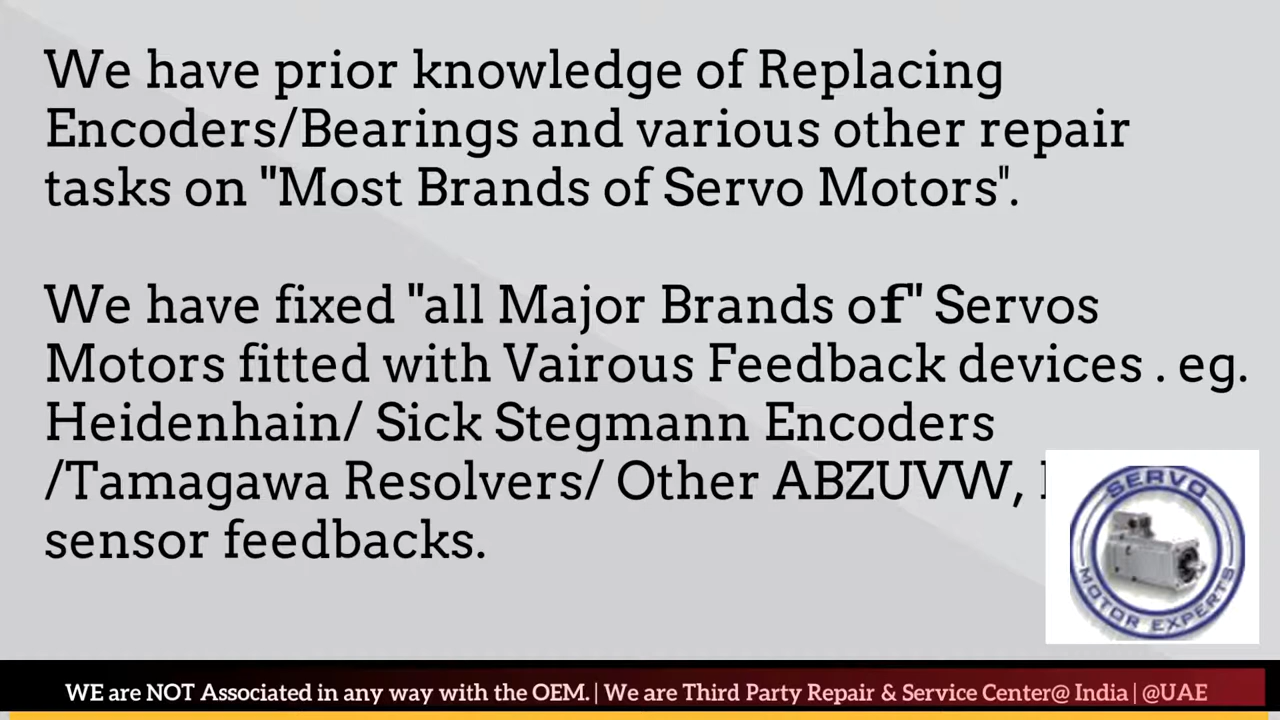 We have prior knowledge of Replacing
Encoders/Bearings and various other repair
tasks on "Most Brands of Servo Motors".
We have fixed "all Major Brands of" Servos
Motors fitted with Vairous Feedback devices . eg.
Heidenhain/ Sick Stegmann Encoders
/Tamagawa Resolvers/ Other ABZUVW,
sensor feedbacks.
SERVO
MOTOR EXPERTS
WE are NOT Associated in any way with the OEM. | We are Third Party Repair & Service Center@ India | @UAE